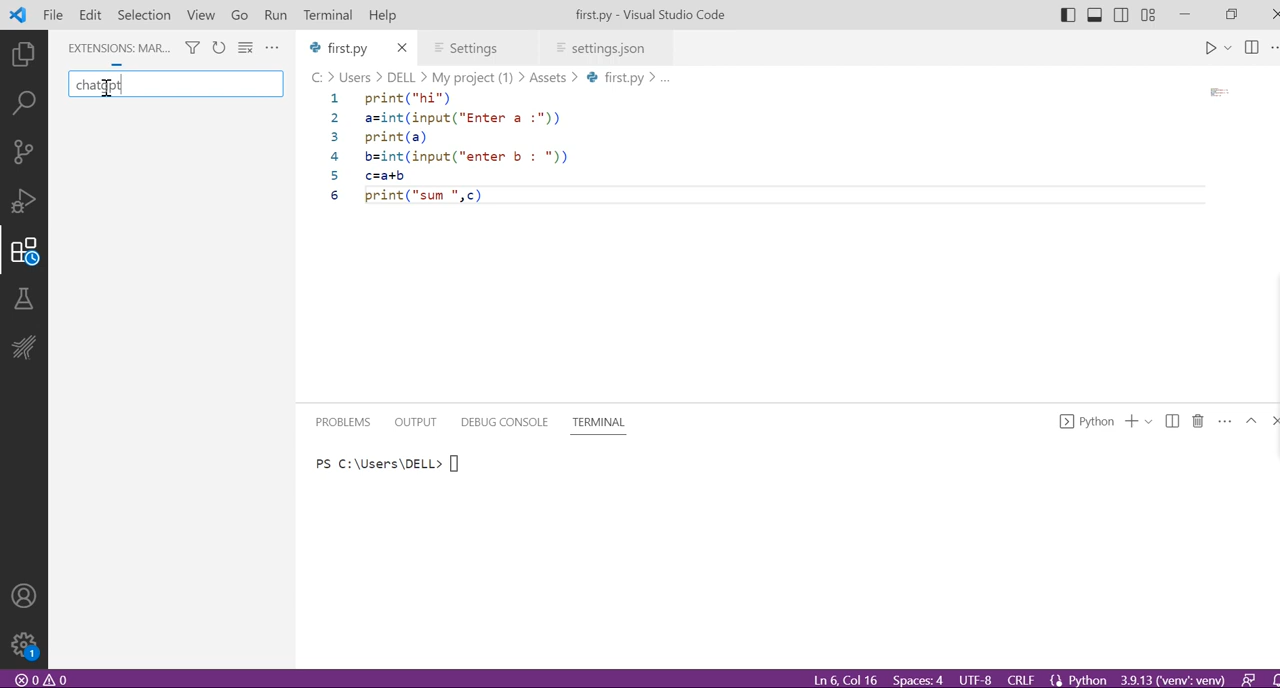 File Edit Selection View Go Run Terminal Help first.py - Visual Studio Code
EXTENSIONS: MAR...
chatgpt
first.py Settings settings.json
C: > Users > DELL > My project (1) > Assets > first.py > ...
1 print("hi")
2 a=int(input("Enter a :"))
3 print(a)
4 b=int(input("enter b : "))
5 c=a+b
6 print("sum ",c)
PROBLEMS OUTPUT DEBUG CONSOLE TERMINAL Python
PS C:\Users\DELL>
1
0 0 Ln 6, Col 16 Spaces: 4 UTF-8 CRLF Python 3.9.13 ('venv': venv)